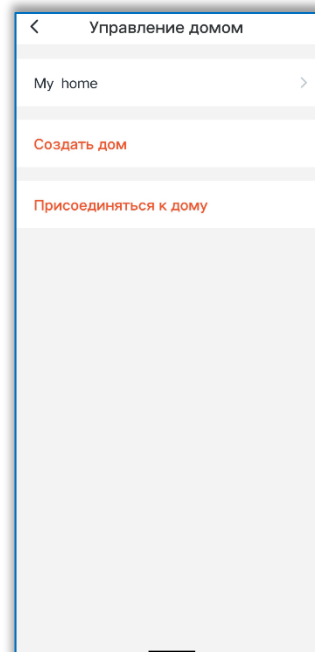 Управление домом
My home
Создать дом
Присоединяться к дому